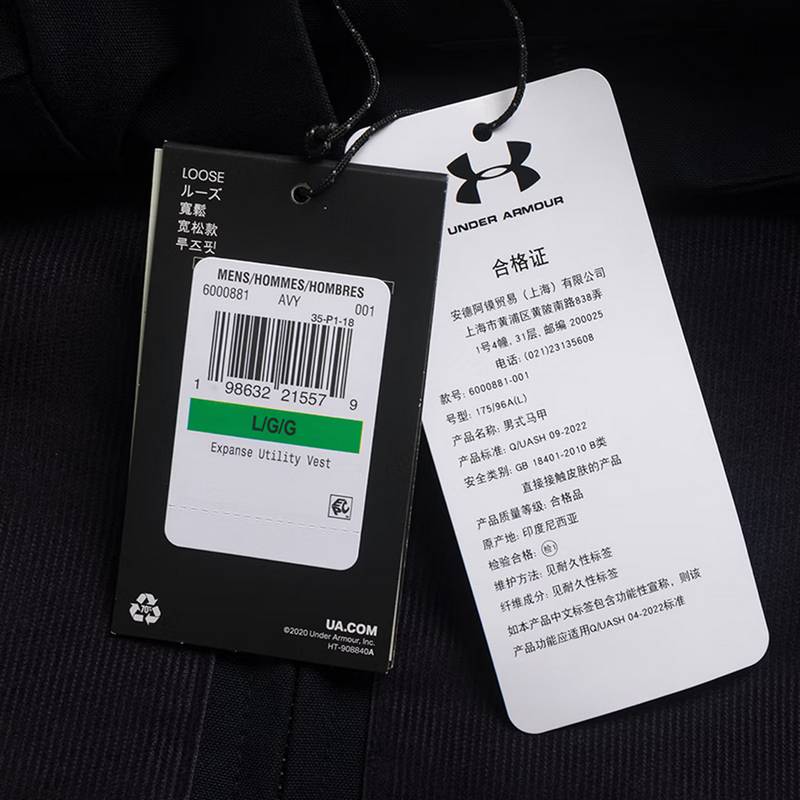 LOOSE
ルーズ
寬鬆
宽松款
루즈핏
MENS/HOMMES/HOMBRES
6000881 AVY 001
35-P1-18
1 98632 21557 9
L/G/G
Expanse Utility Vest
70%
UA.COM
©2020 Under Armour, Inc.
HT-908840A
UNDER ARMOUR
合格证
安德阿镆贸易（上海）有限公司
上海市黄浦区黄陂南路838弄
1号4幢, 31层, 邮编 200025
电话: (021)23135608
款号: 6000881-001
号型: 175/96A(L)
产品名称: 男式马甲
产品标准: Q/UASH 09-2022
安全类别: GB 18401-2010 B类
直接接触皮肤的产品
产品质量等级: 合格品
原产地: 印度尼西亚
检验合格: 检1
维护方法: 见耐久性标签
纤维成分: 见耐久性标签
如本产品中文标签包含功能性宣称，则该
产品功能应适用Q/UASH 04-2022标准